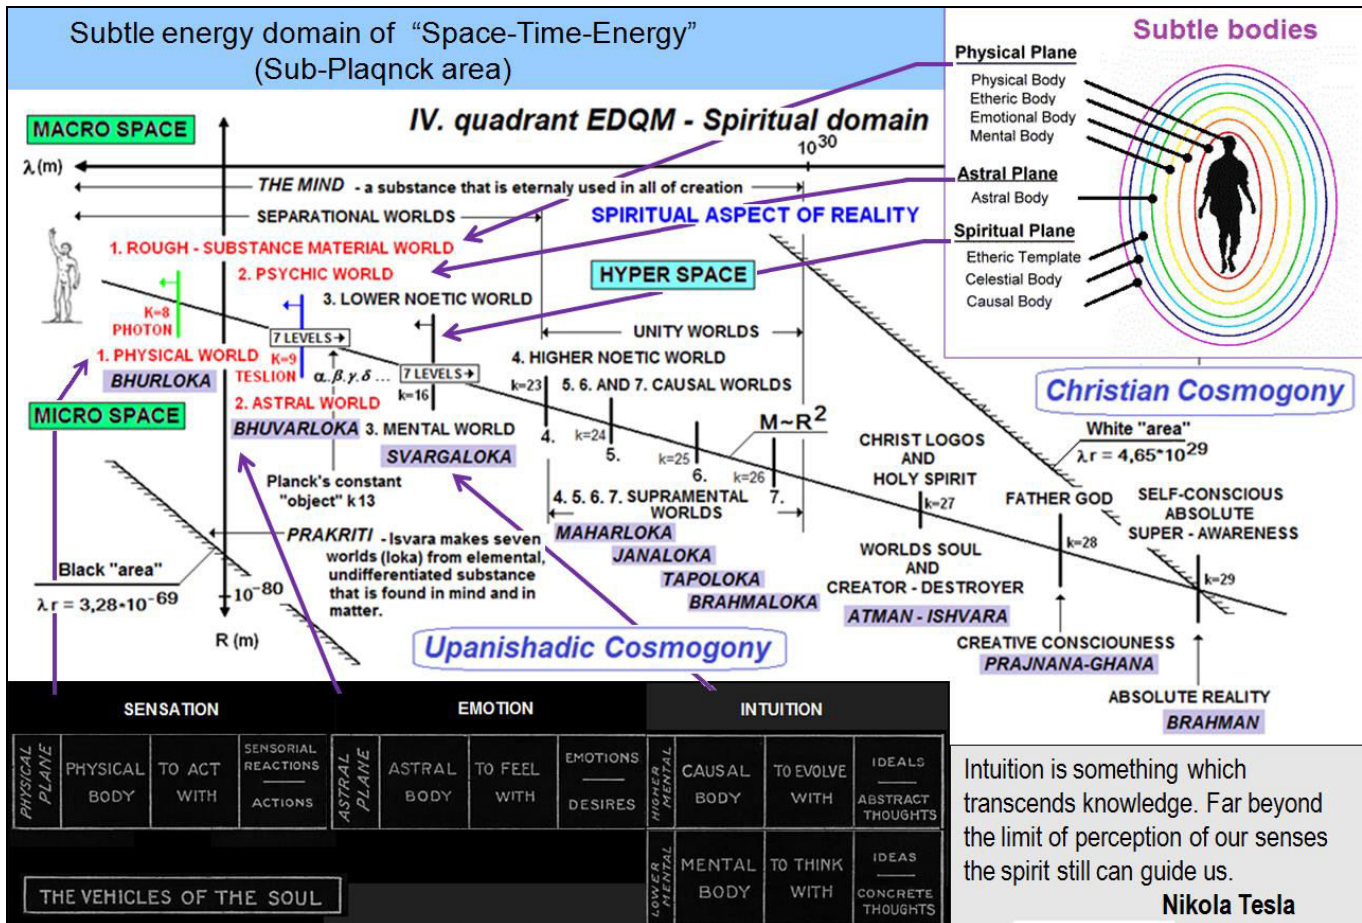 Subtle energy domain of “Space-Time-Energy”
(Sub-Plaqnck area)
Subtle bodies
Physical Plane
Physical Body
Etheric Body
Emotional Body
Mental Body
Astral Plane
Astral Body
Spiritual Plane
Etheric Template
Celestial Body
Causal Body
MACRO SPACE
IV. quadrant EDQM - Spiritual domain
10^30
λ (m)
THE MIND - a substance that is eternaly used in all of creation
SEPARATIONAL WORLDS
SPIRITUAL ASPECT OF REALITY
1. ROUGH - SUBSTANCE MATERIAL WORLD
2. PSYCHIC WORLD
HYPER SPACE
3. LOWER NOETIC WORLD
K=8
PHOTON
7 LEVELS
UNITY WORLDS
1. PHYSICAL WORLD
BHURLOKA
K=9
TESLION
α.β.γ.δ ...
7 LEVELS
k=16
4. HIGHER NOETIC WORLD
k=23
5. 6. AND 7. CAUSAL WORLDS
Christian Cosmogony
MICRO SPACE
2. ASTRAL WORLD
BHUVARLOKA
3. MENTAL WORLD
SVARGALOKA
4.
k=24
5.
k=25
6.
k=26
7.
M~R^2
CHRIST LOGOS
AND
HOLY SPIRIT
White "area"
λ r = 4,65*10^29
Planck's constant
"object" k 13
4. 5. 6. 7. SUPRAMENTAL
WORLDS
k=27
FATHER GOD
SELF-CONSCIOUS
ABSOLUTE
SUPER - AWARENESS
PRAKRITI - Isvara makes seven
worlds (loka) from elemental,
undifferentiated substance
that is found in mind and in
matter.
MAHARLOKA
JANALOKA
TAPOLOKA
BRAHMALOKA
WORLDS SOUL
AND
CREATOR - DESTROYER
ATMAN - ISHVARA
k=28
k=29
Black "area"
λ r = 3,28*10^-69
10^-80
R (m)
Upanishadic Cosmogony
CREATIVE CONSCIOUNESS
PRAJNANA-GHANA
ABSOLUTE REALITY
BRAHMAN
SENSATION
EMOTION
INTUITION
PHYSICAL
PLANE
PHYSICAL
BODY
TO ACT
WITH
SENSORIAL
REACTIONS
ACTIONS
ASTRAL
PLANE
ASTRAL
BODY
TO FEEL
WITH
EMOTIONS
DESIRES
HIGHER
MENTAL
CAUSAL
BODY
TO EVOLVE
WITH
IDEALS
ABSTRACT
THOUGHTS
LOWER
MENTAL
MENTAL
BODY
TO THINK
WITH
IDEAS
CONCRETE
THOUGHTS
THE VEHICLES OF THE SOUL
Intuition is something which
transcends knowledge. Far beyond
the limit of perception of our senses
the spirit still can guide us.
Nikola Tesla